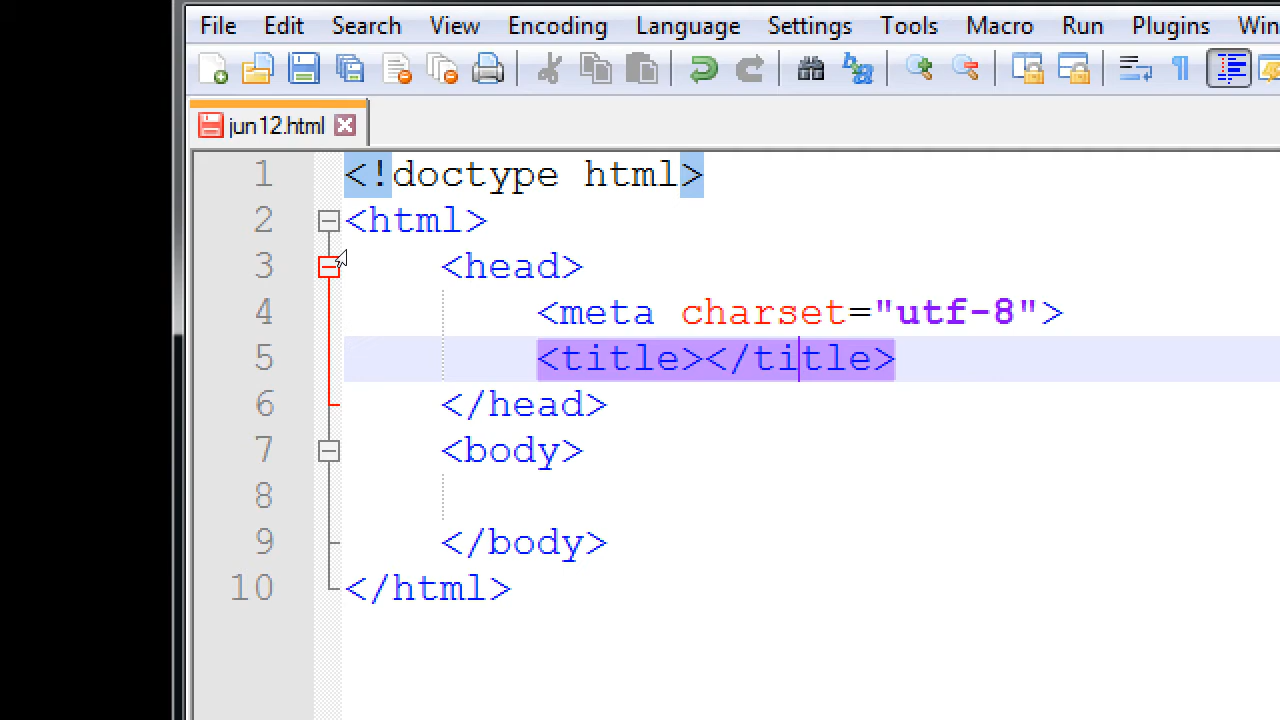 File Edit Search View Encoding Language Settings Tools Macro Run Plugins Win
jun12.html
1 <!doctype html>
2 <html>
3 <head>
4 <meta charset="utf-8">
5 <title></title>
6 </head>
7 <body>
8
9 </body>
10 </html>